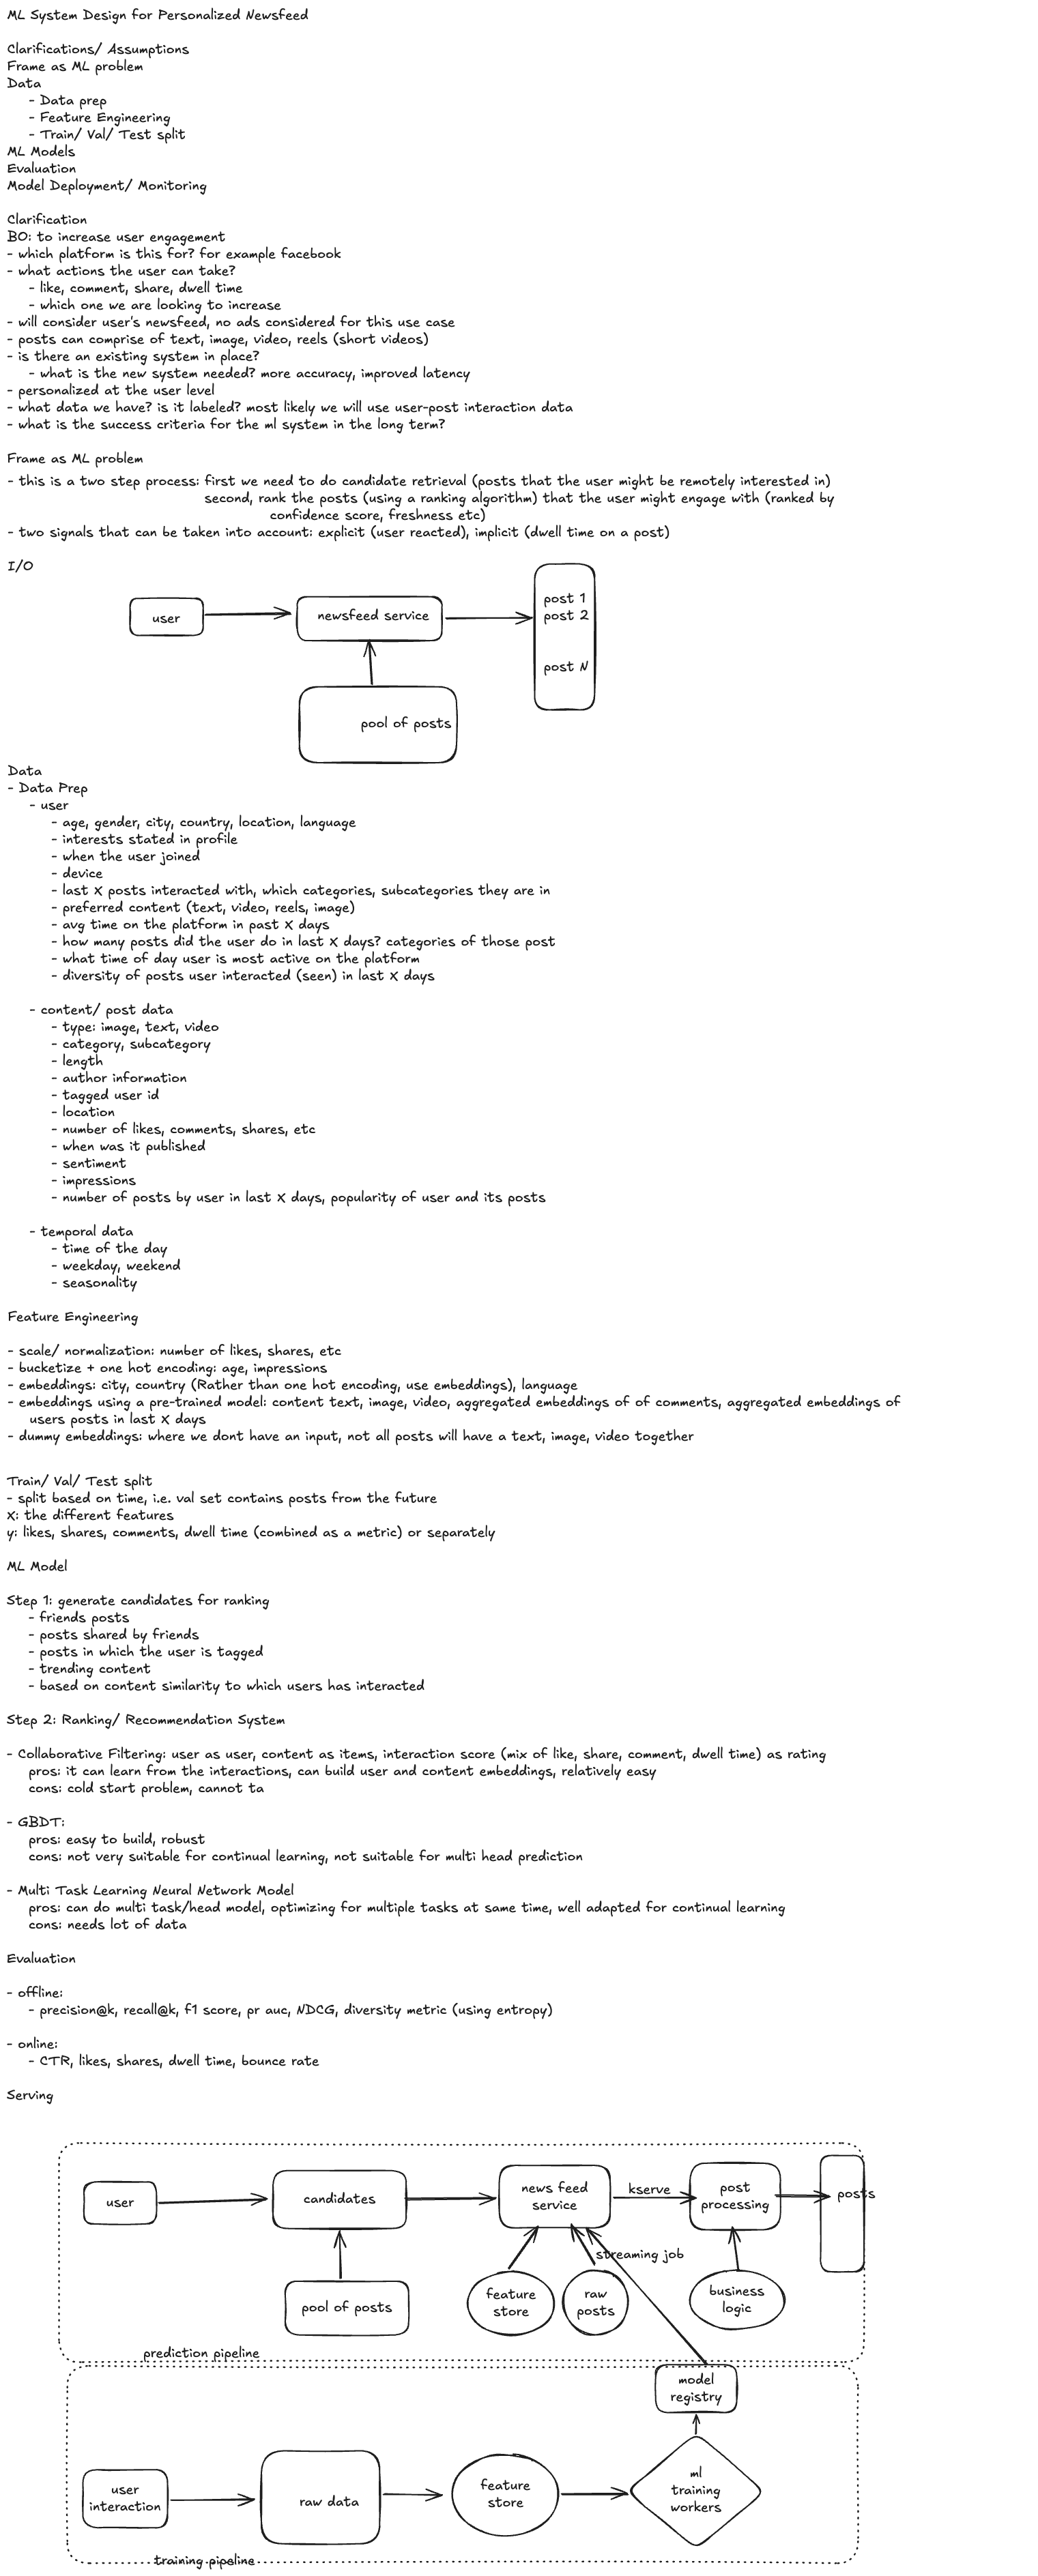 ML System Design for Personalized Newsfeed
Clarifications/ Assumptions
Frame as ML problem
Data
- Data prep
- Feature Engineering
- Train/ Val/ Test split
ML Models
Evaluation
Model Deployment/ Monitoring
Clarification
BO: to increase user engagement
- which platform is this for? for example facebook
- what actions the user can take?
- like, comment, share, dwell time
- which one we are looking to increase
- will consider user's newsfeed, no ads considered for this use case
- posts can comprise of text, image, video, reels (short videos)
- is there an existing system in place?
- what is the new system needed? more accuracy, improved latency
- personalized at the user level
- what data we have? is it labeled? most likely we will use user-post interaction data
- what is the success criteria for the ml system in the long term?
Frame as ML problem
- this is a two step process: first we need to do candidate retrieval (posts that the user might be remotely interested in)
second, rank the posts (using a ranking algorithm) that the user might engage with (ranked by
confidence score, freshness etc)
- two signals that can be taken into account: explicit (user reacted), implicit (dwell time on a post)
I/O
user
newsfeed service
post 1
post 2
post N
pool of posts
Data
- Data Prep
- user
- age, gender, city, country, location, language
- interests stated in profile
- when the user joined
- device
- last X posts interacted with, which categories, subcategories they are in
- preferred content (text, video, reels, image)
- avg time on the platform in past X days
- how many posts did the user do in last X days? categories of those post
- what time of day user is most active on the platform
- diversity of posts user interacted (seen) in last X days
- content/ post data
- type: image, text, video
- category, subcategory
- length
- author information
- tagged user id
- location
- number of likes, comments, shares, etc
- when was it published
- sentiment
- impressions
- number of posts by user in last X days, popularity of user and its posts
- temporal data
- time of the day
- weekday, weekend
- seasonality
Feature Engineering
- scale/ normalization: number of likes, shares, etc
- bucketize + one hot encoding: age, impressions
- embeddings: city, country (Rather than one hot encoding, use embeddings), language
- embeddings using a pre-trained model: content text, image, video, aggregated embeddings of of comments, aggregated embeddings of
users posts in last X days
- dummy embeddings: where we dont have an input, not all posts will have a text, image, video together
Train/ Val/ Test split
- split based on time, i.e. val set contains posts from the future
X: the different features
y: likes, shares, comments, dwell time (combined as a metric) or separately
ML Model
Step 1: generate candidates for ranking
- friends posts
- posts shared by friends
- posts in which the user is tagged
- trending content
- based on content similarity to which users has interacted
Step 2: Ranking/ Recommendation System
- Collaborative Filtering: user as user, content as items, interaction score (mix of like, share, comment, dwell time) as rating
pros: it can learn from the interactions, can build user and content embeddings, relatively easy
cons: cold start problem, cannot ta
- GBDT:
pros: easy to build, robust
cons: not very suitable for continual learning, not suitable for multi head prediction
- Multi Task Learning Neural Network Model
pros: can do multi task/head model, optimizing for multiple tasks at same time, well adapted for continual learning
cons: needs lot of data
Evaluation
- offline:
- precision@k, recall@k, f1 score, pr auc, NDCG, diversity metric (using entropy)
- online:
- CTR, likes, shares, dwell time, bounce rate
Serving
user
candidates
news feed
service
kserve
post
processing
posts
streaming job
pool of posts
feature
store
raw
posts
business
logic
prediction pipeline
model
registry
user
interaction
raw data
feature
store
ml
training
workers
training pipeline